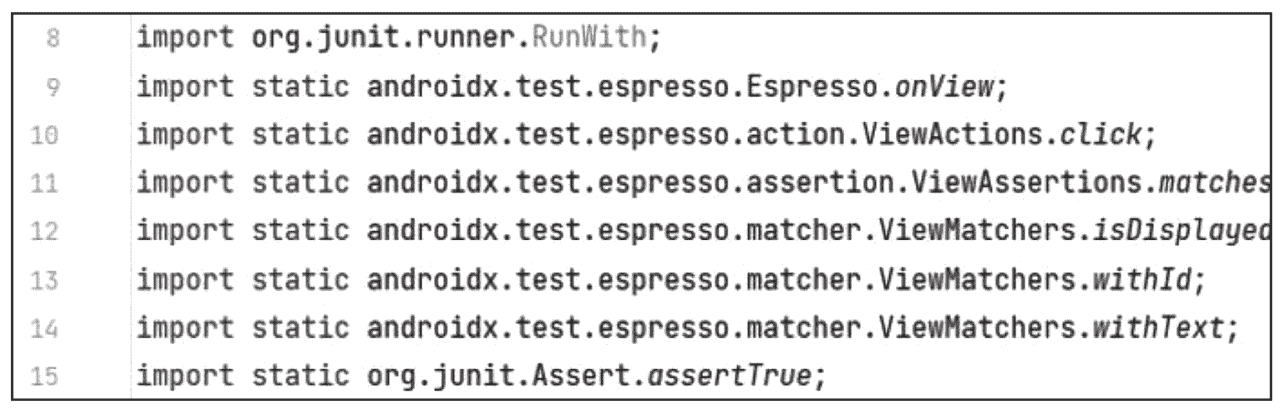 8 import org.junit.runner.RunWith;
9 import static androidx.test.espresso.Espresso.onView;
10 import static androidx.test.espresso.action.ViewActions.click;
11 import static androidx.test.espresso.assertion.ViewAssertions.matches
12 import static androidx.test.espresso.matcher.ViewMatchers.isDisplayed
13 import static androidx.test.espresso.matcher.ViewMatchers.withId;
14 import static androidx.test.espresso.matcher.ViewMatchers.withText;
15 import static org.junit.Assert.assertTrue;